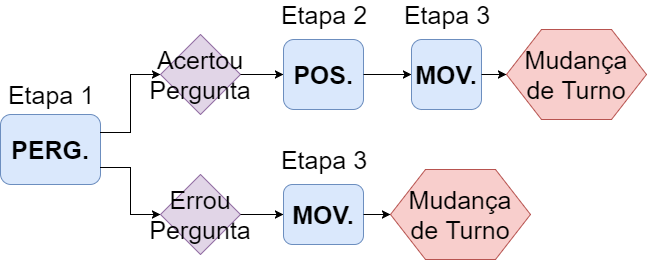 Etapa 1
PERG.
Acertou
Pergunta
Etapa 2
POS.
Etapa 3
MOV.
Mudança
de Turno
Errou
Pergunta
Etapa 3
MOV.
Mudança
de Turno